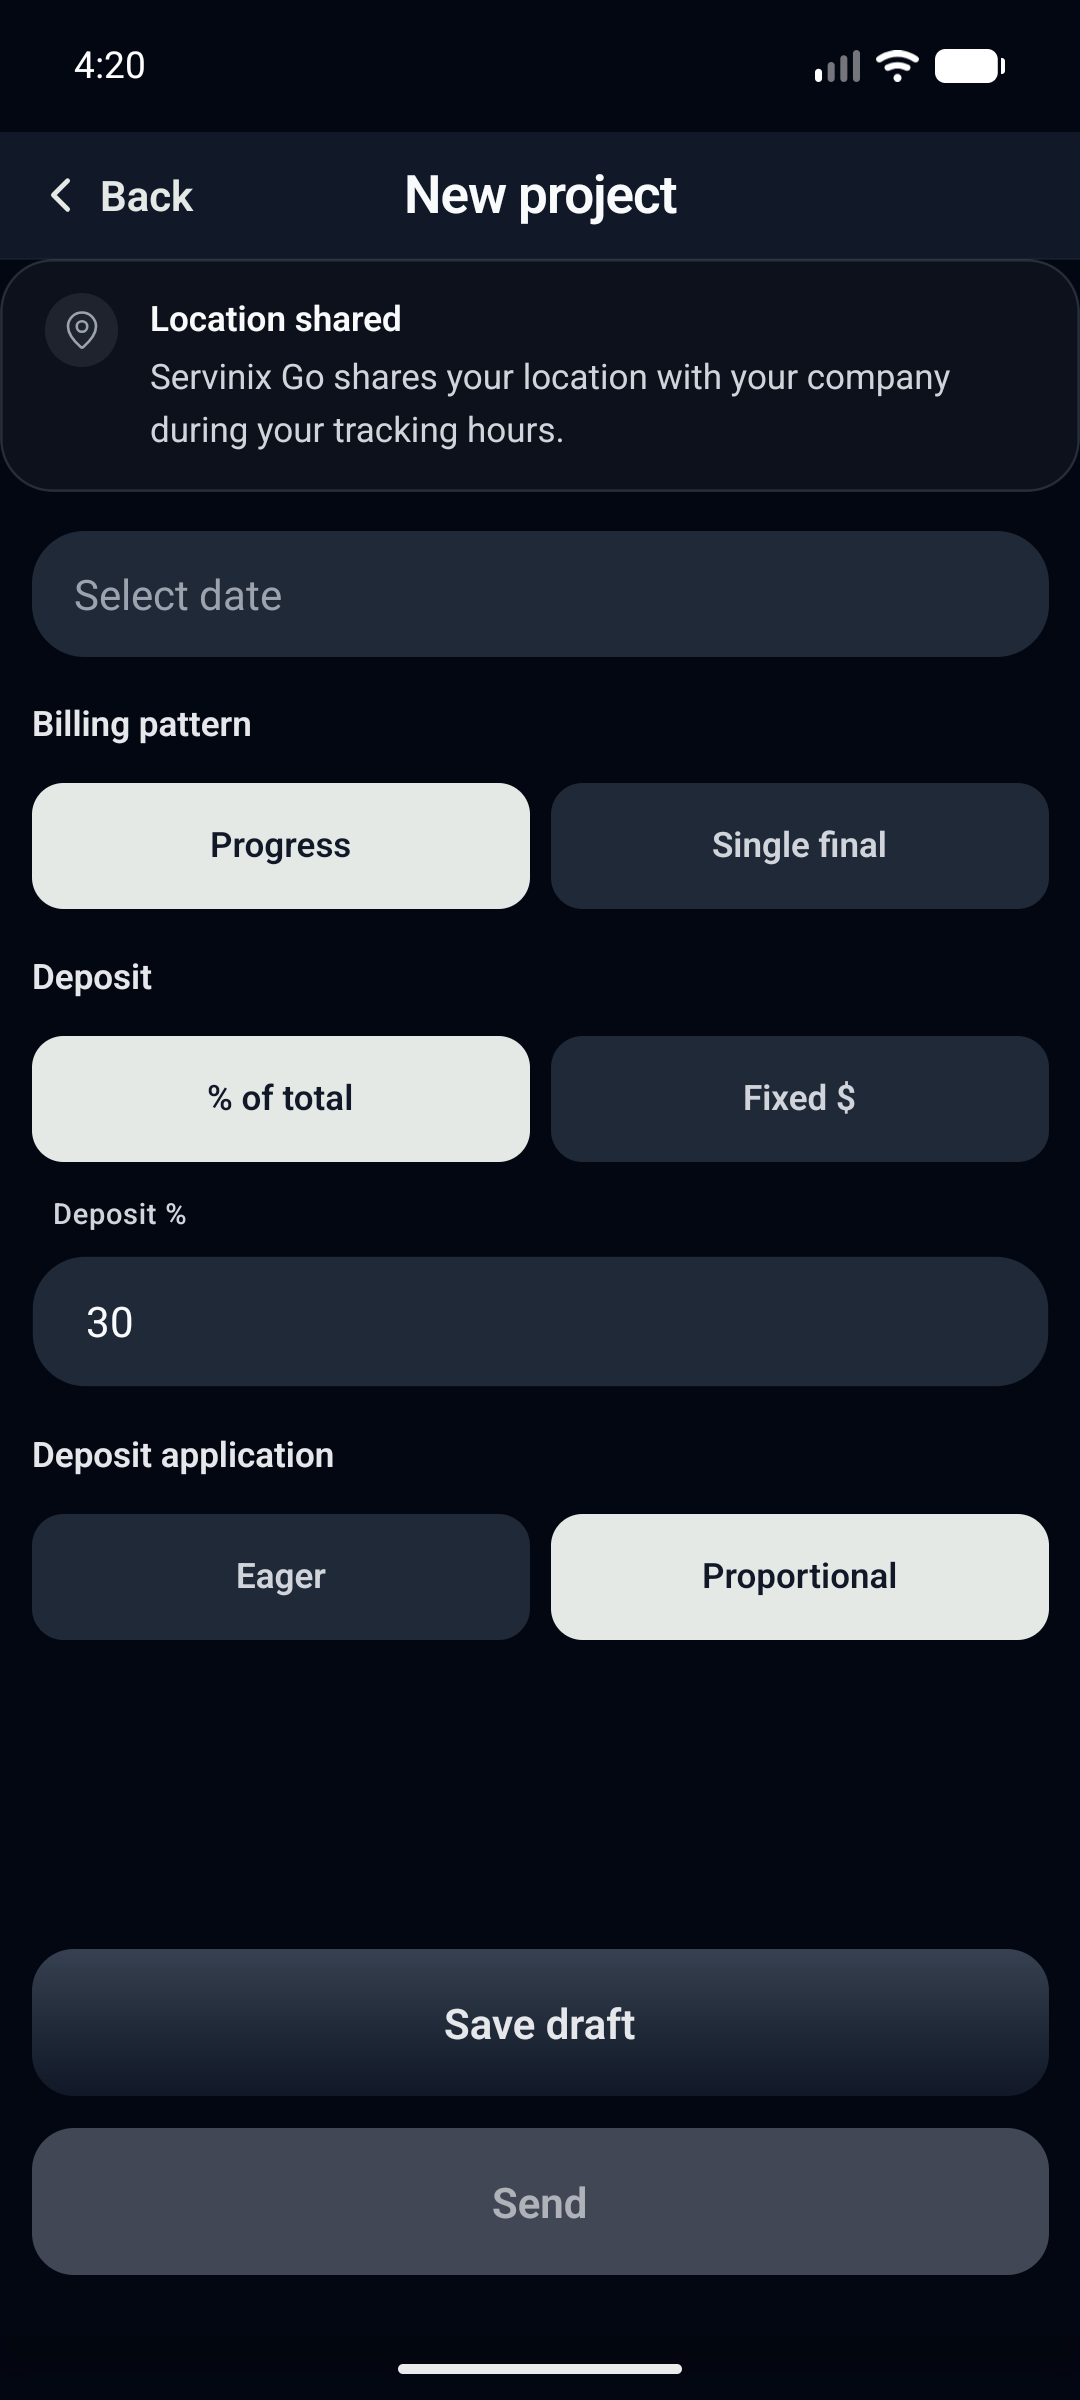 4:20
Back
New project
Location shared
Servinix Go shares your location with your company
during your tracking hours.
Select date
Billing pattern
Progress
Single final
Deposit
% of total
Fixed $
Deposit %
30
Deposit application
Eager
Proportional
Save draft
Send